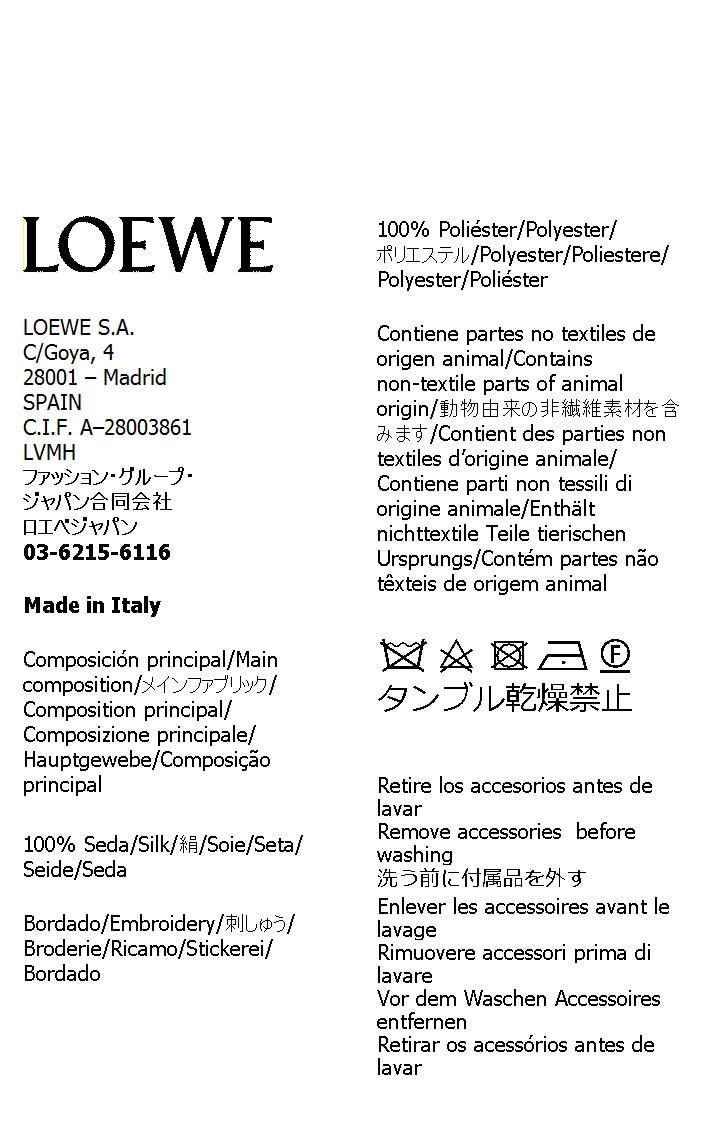 LOEWE
LOEWE S.A.
C/Goya, 4
28001 – Madrid
SPAIN
C.I.F. A–28003861
LVMH
ファッション・グループ・
ジャパン合同会社
ロエベジャパン
03-6215-6116
Made in Italy
Composición principal/Main
composition/メインファブリック/
Composition principal/
Composizione principale/
Hauptgewebe/Composição
principal
100% Seda/Silk/絹/Soie/Seta/
Seide/Seda
Bordado/Embroidery/刺しゅう/
Broderie/Ricamo/Stickerei/
Bordado
100% Poliéster/Polyester/
ポリエステル/Polyester/Poliestere/
Polyester/Poliéster
Contiene partes no textiles de
origen animal/Contains
non-textile parts of animal
origin/動物由来の非繊維素材を含
みます/Contient des parties non
textiles d’origine animale/
Contiene parti non tessili di
origine animale/Enthält
nichttextile Teile tierischen
Ursprungs/Contém partes não
têxteis de origem animal
F
タンブル乾燥禁止
Retire los accesorios antes de
lavar
Remove accessories  before
washing
洗う前に付属品を外す
Enlever les accessoires avant le
lavage
Rimuovere accessori prima di
lavare
Vor dem Waschen Accessoires
entfernen
Retirar os acessórios antes de
lavar